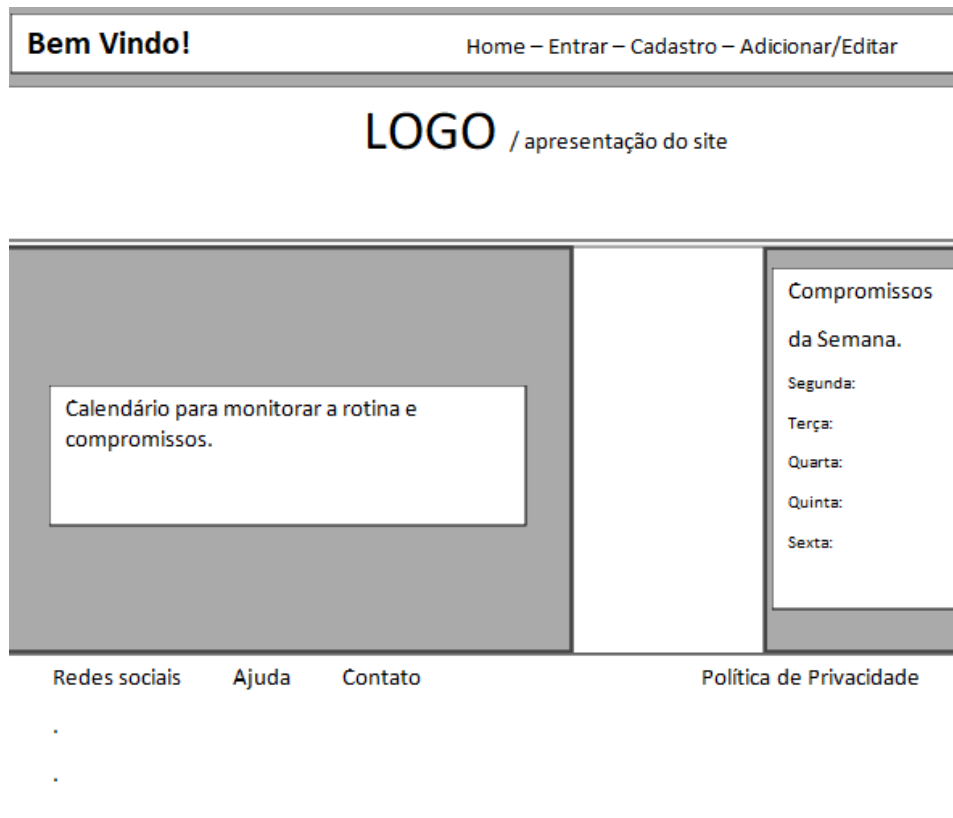 Bem Vindo!
Home – Entrar – Cadastro – Adicionar/Editar
LOGO / apresentação do site
Calendário para monitorar a rotina e
compromissos.
Compromissos
da Semana.
Segunda:
Terça:
Quarta:
Quinta:
Sexta:
Redes sociais Ajuda Contato Política de Privacidade
.
.